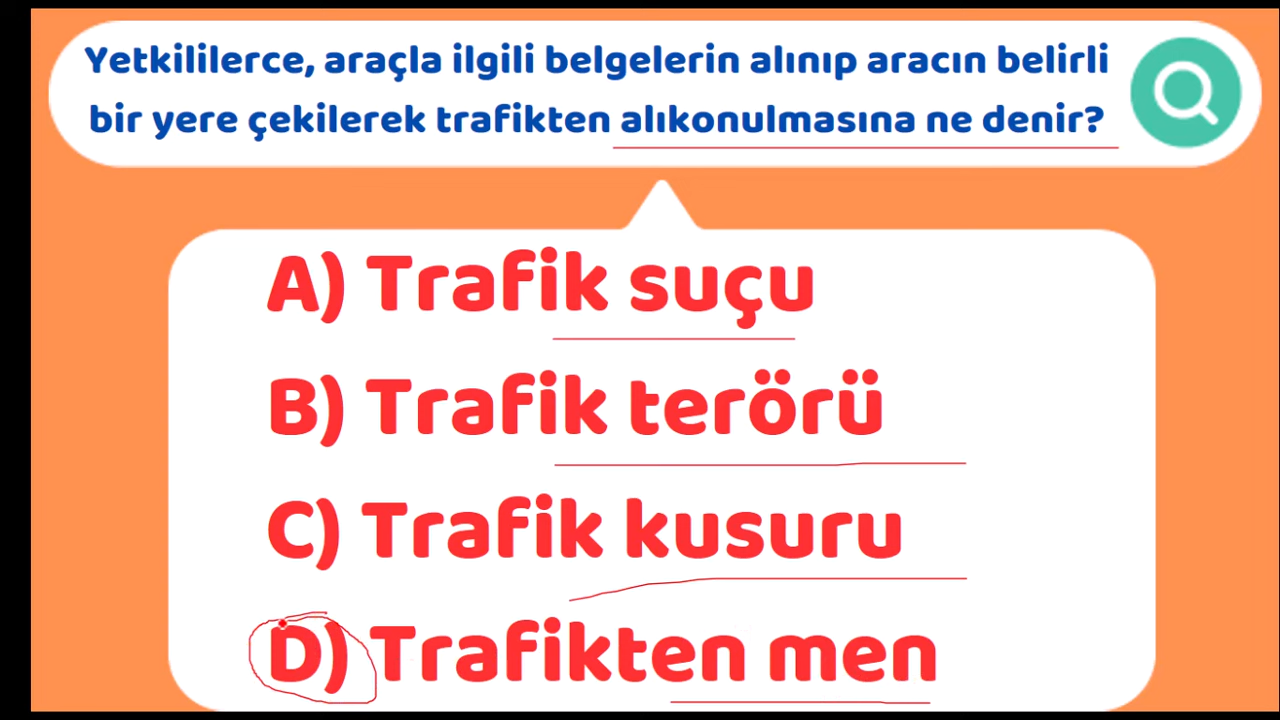 Yetkililerce, araçla ilgili belgelerin alınıp aracın belirli
bir yere çekilerek trafikten alıkonulmasına ne denir?
A) Trafik suçu
B) Trafik terörü
C) Trafik kusuru
D) Trafikten men